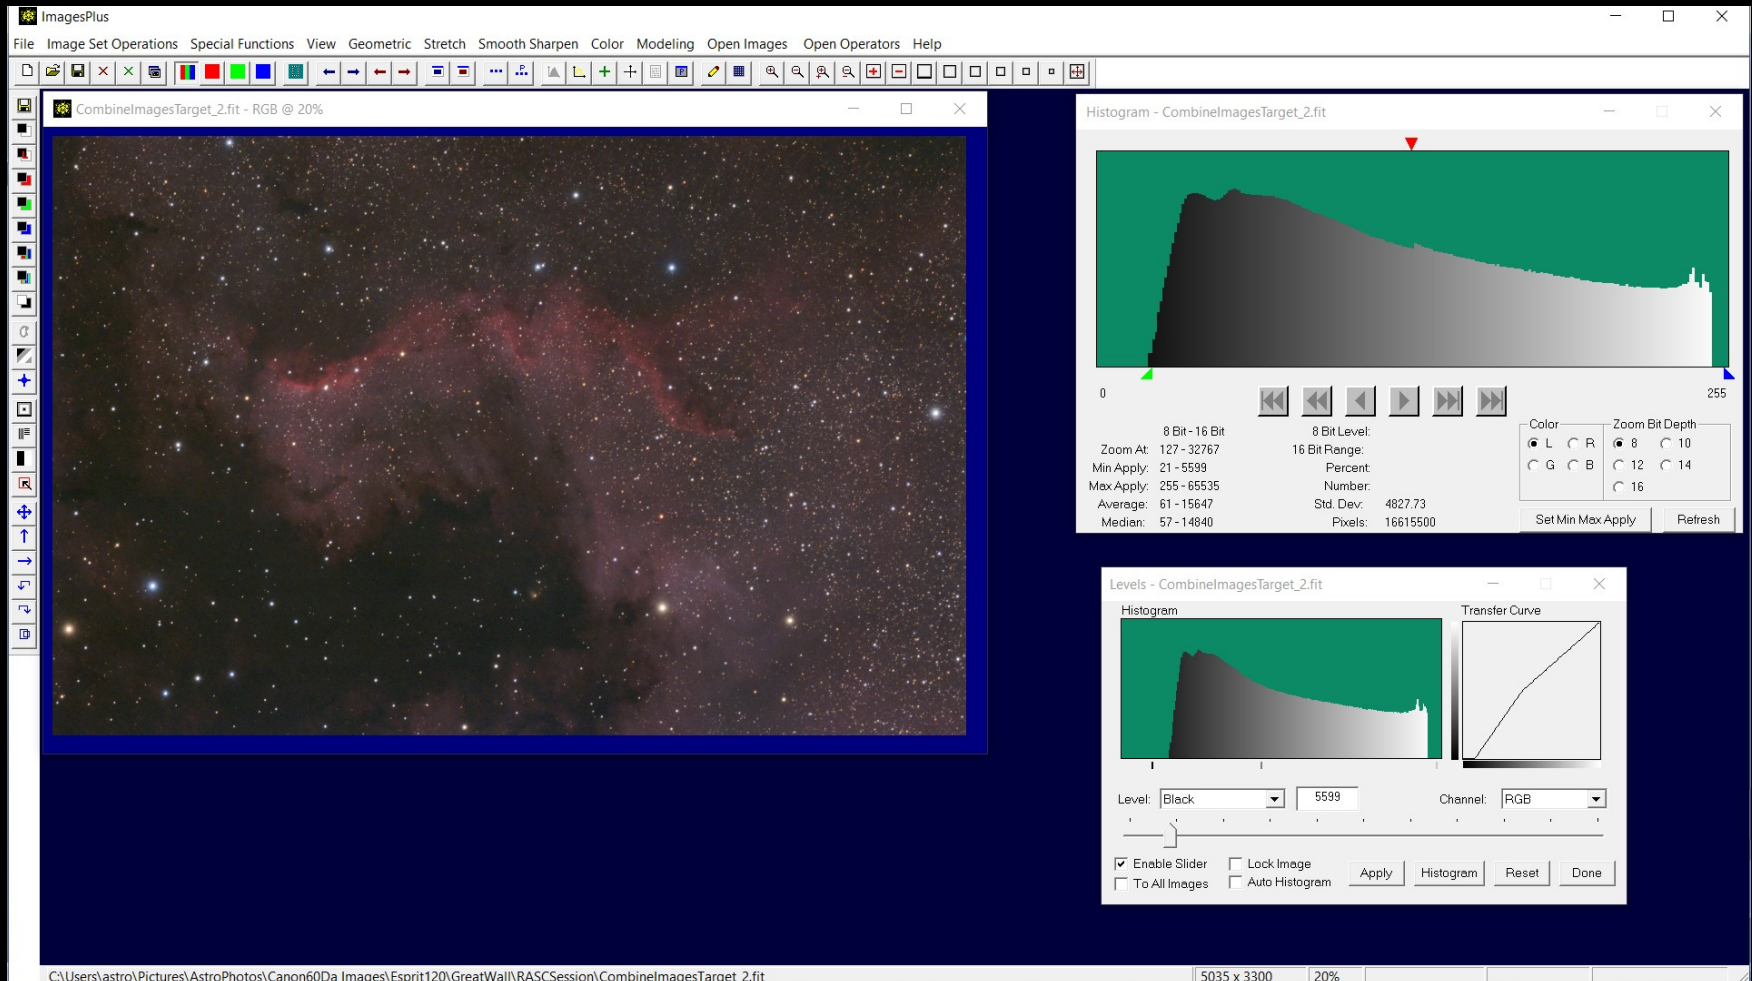 ImagesPlus
File Image Set Operations Special Functions View Geometric Stretch Smooth Sharpen Color Modeling Open Images Open Operators Help
CombineImagesTarget_2.fit - RGB @ 20%
Histogram - CombineImagesTarget_2.fit
0 255
8 Bit - 16 Bit 8 Bit Level:
Zoom At: 127 - 32767 16 Bit Range:
Min Apply: 21 - 5599 Percent:
Max Apply: 255 - 65535 Number:
Average: 61 - 15647 Std. Dev: 4827.73
Median: 57 - 14840 Pixels: 16615500
Color
L R
G B
Zoom Bit Depth
8 10
12 14
16
Set Min Max Apply Refresh
Levels - CombineImagesTarget_2.fit
Histogram Transfer Curve
Level: Black 5599 Channel: RGB
Enable Slider Lock Image
To All Images Auto Histogram
Apply Histogram Reset Done
C:\Users\astro\Pictures\AstroPhotos\Canon60Da Images\Esprit120\GreatWall\RASCSession\CombineImagesTarget_2.fit 5035 x 3300 20%